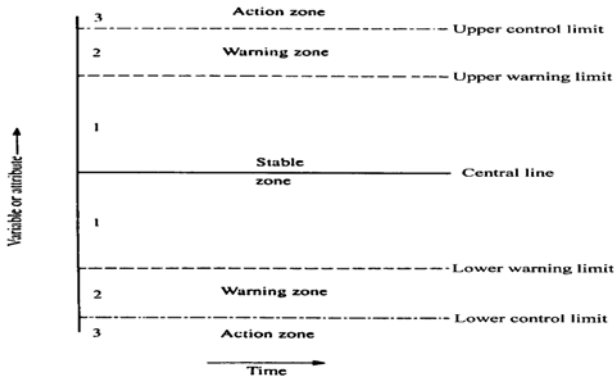 3 Action zone
Upper control limit
2 Warning zone
Upper warning limit
1
Stable
Central line
zone
1
Variable or attribute
Lower warning limit
2 Warning zone
Lower control limit
3 Action zone
Time